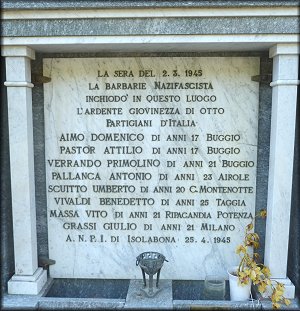 LA SERA DEL 2.3.1945
LA BARBARIE NAZIFASCISTA
INCHIODO' IN QUESTO LUOGO
L'ARDENTE GIOVINEZZA DI OTTO
PARTIGIANI D'ITALIA
AIMO DOMENICO DI ANNI 17 BUGGIO
PASTOR ATTILIO DI ANNI 17 BUGGIO
VERRANDO PRIMOLINO DI ANNI 21 BUGGIO
PALLANCA ANTONIO DI ANNI 23 AIROLE
SCUITTO UMBERTO DI ANNI 20 C.MONTENOTTE
VIVALDI BENEDETTO DI ANNI 25 TAGGIA
MASSA VITO DI ANNI 21 RIPACANDIA POTENZA
GRASSI GIULIO DI ANNI 21 MILANO
A.N.P.I. DI ISOLABONA 25.4.1945